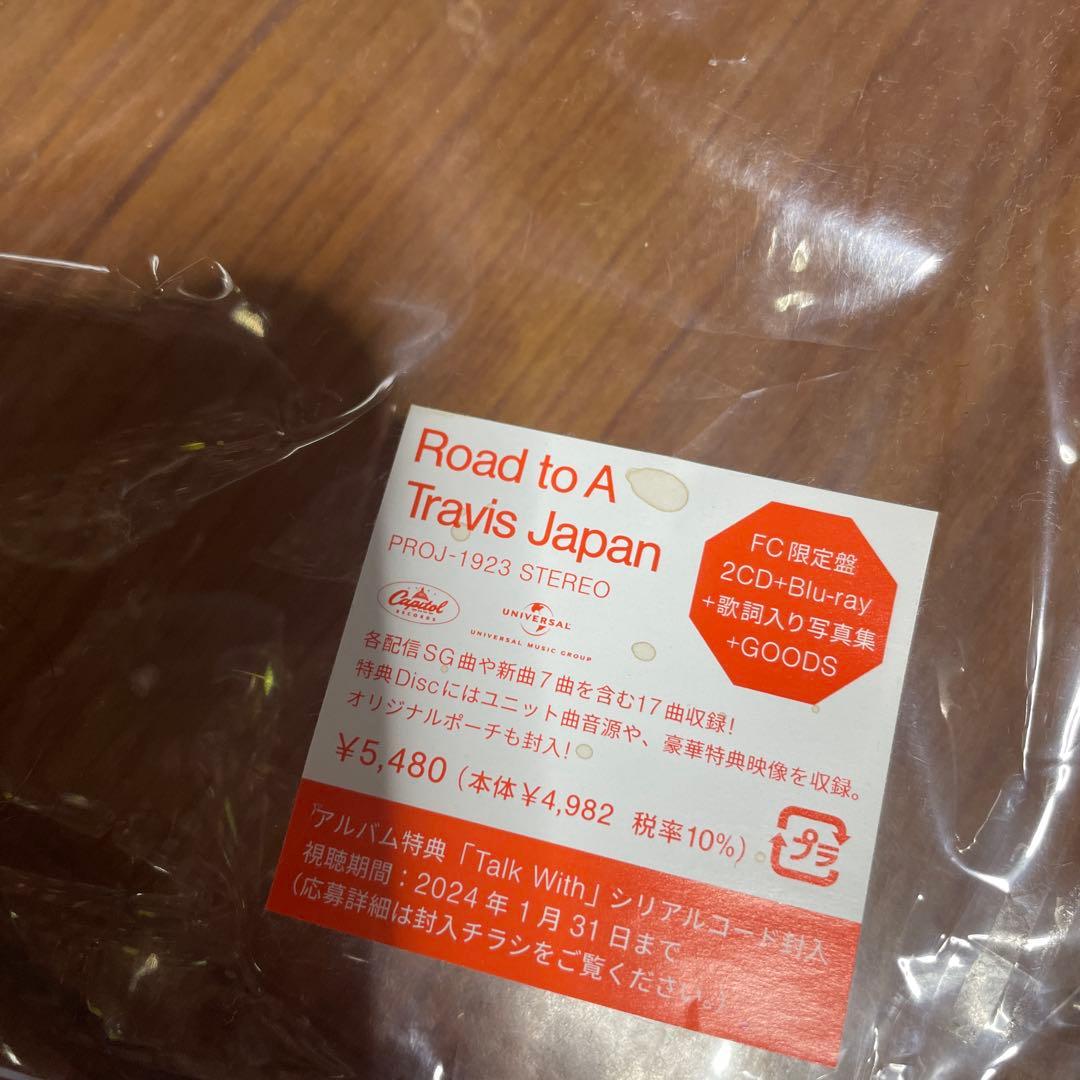 Road to A
Travis Japan
PROJ-1923 STEREO
Capitol
RECORDS
UNIVERSAL
UNIVERSAL MUSIC GROUP
FC限定盤
2CD+Blu-ray
+歌詞入り写真集
+GOODS
各配信SG曲や新曲7曲を含む17曲収録!
特典Discにはユニット曲音源や、豪華特典映像を収録。
オリジナルポーチも封入!
¥5,480 (本体¥4,982 税率10%)
プラ
アルバム特典「Talk With」シリアルコード封入
視聴期間:2024年1月31日まで
(応募詳細は封入チラシをご覧ください。)